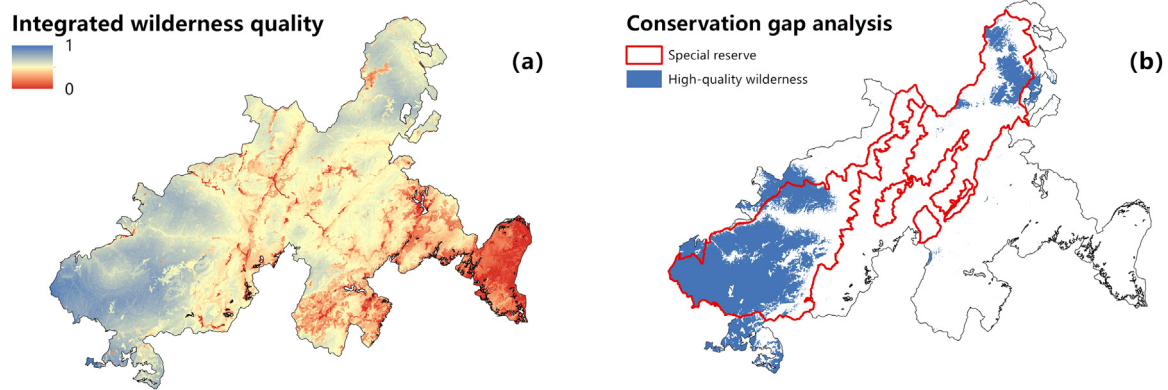 Integrated wilderness quality
1
0
(a)
Conservation gap analysis
Special reserve
High-quality wilderness
(b)